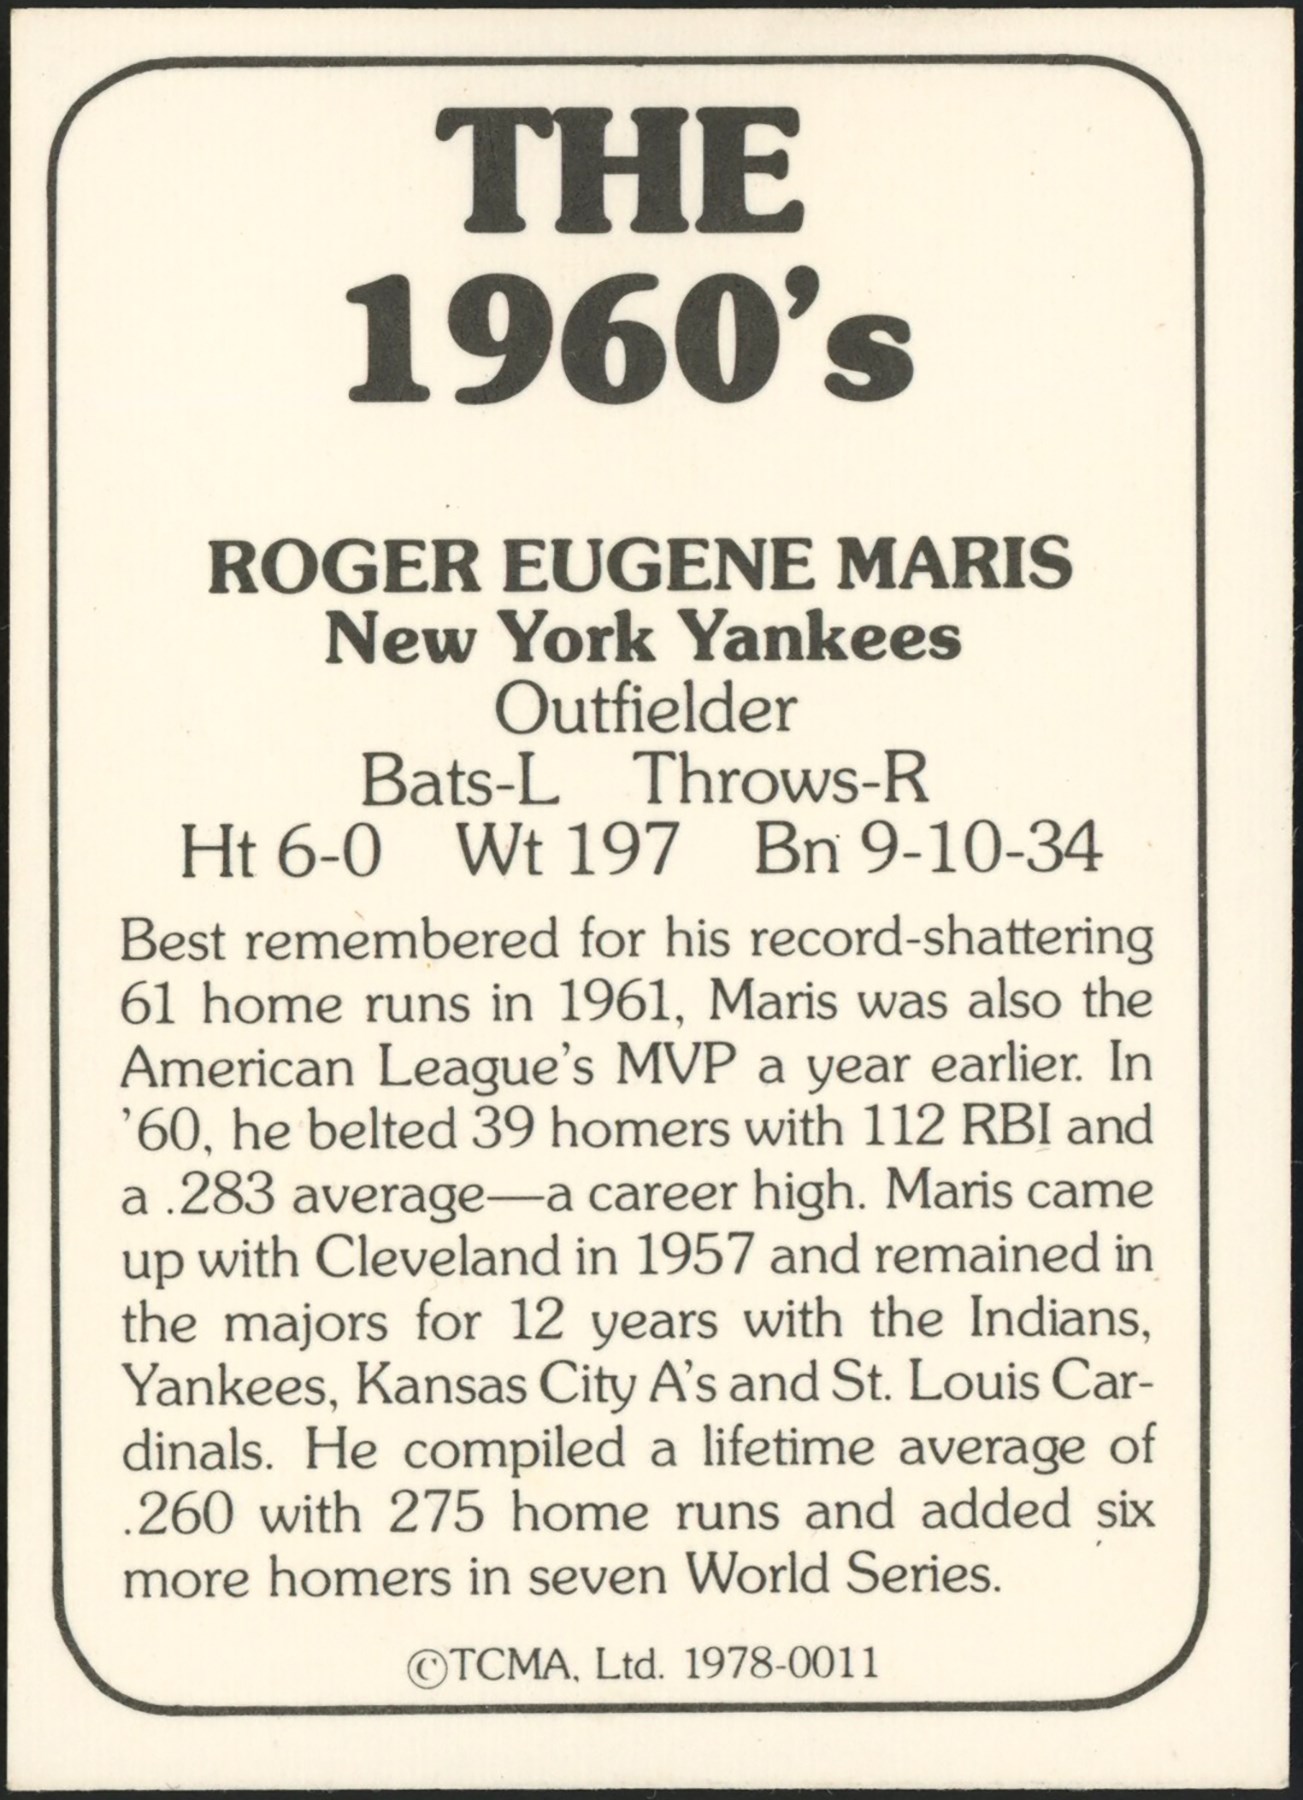 THE
1960's
ROGER EUGENE MARIS
New York Yankees
Outfielder
Bats-L Throws-R
Ht 6-0 Wt 197 Bn 9-10-34
Best remembered for his record-shattering
61 home runs in 1961, Maris was also the
American League's MVP a year earlier. In
'60, he belted 39 homers with 112 RBI and
a .283 average—a career high. Maris came
up with Cleveland in 1957 and remained in
the majors for 12 years with the Indians,
Yankees, Kansas City A's and St. Louis Car-
dinals. He compiled a lifetime average of
.260 with 275 home runs and added six
more homers in seven World Series.
©TCMA, Ltd. 1978-0011